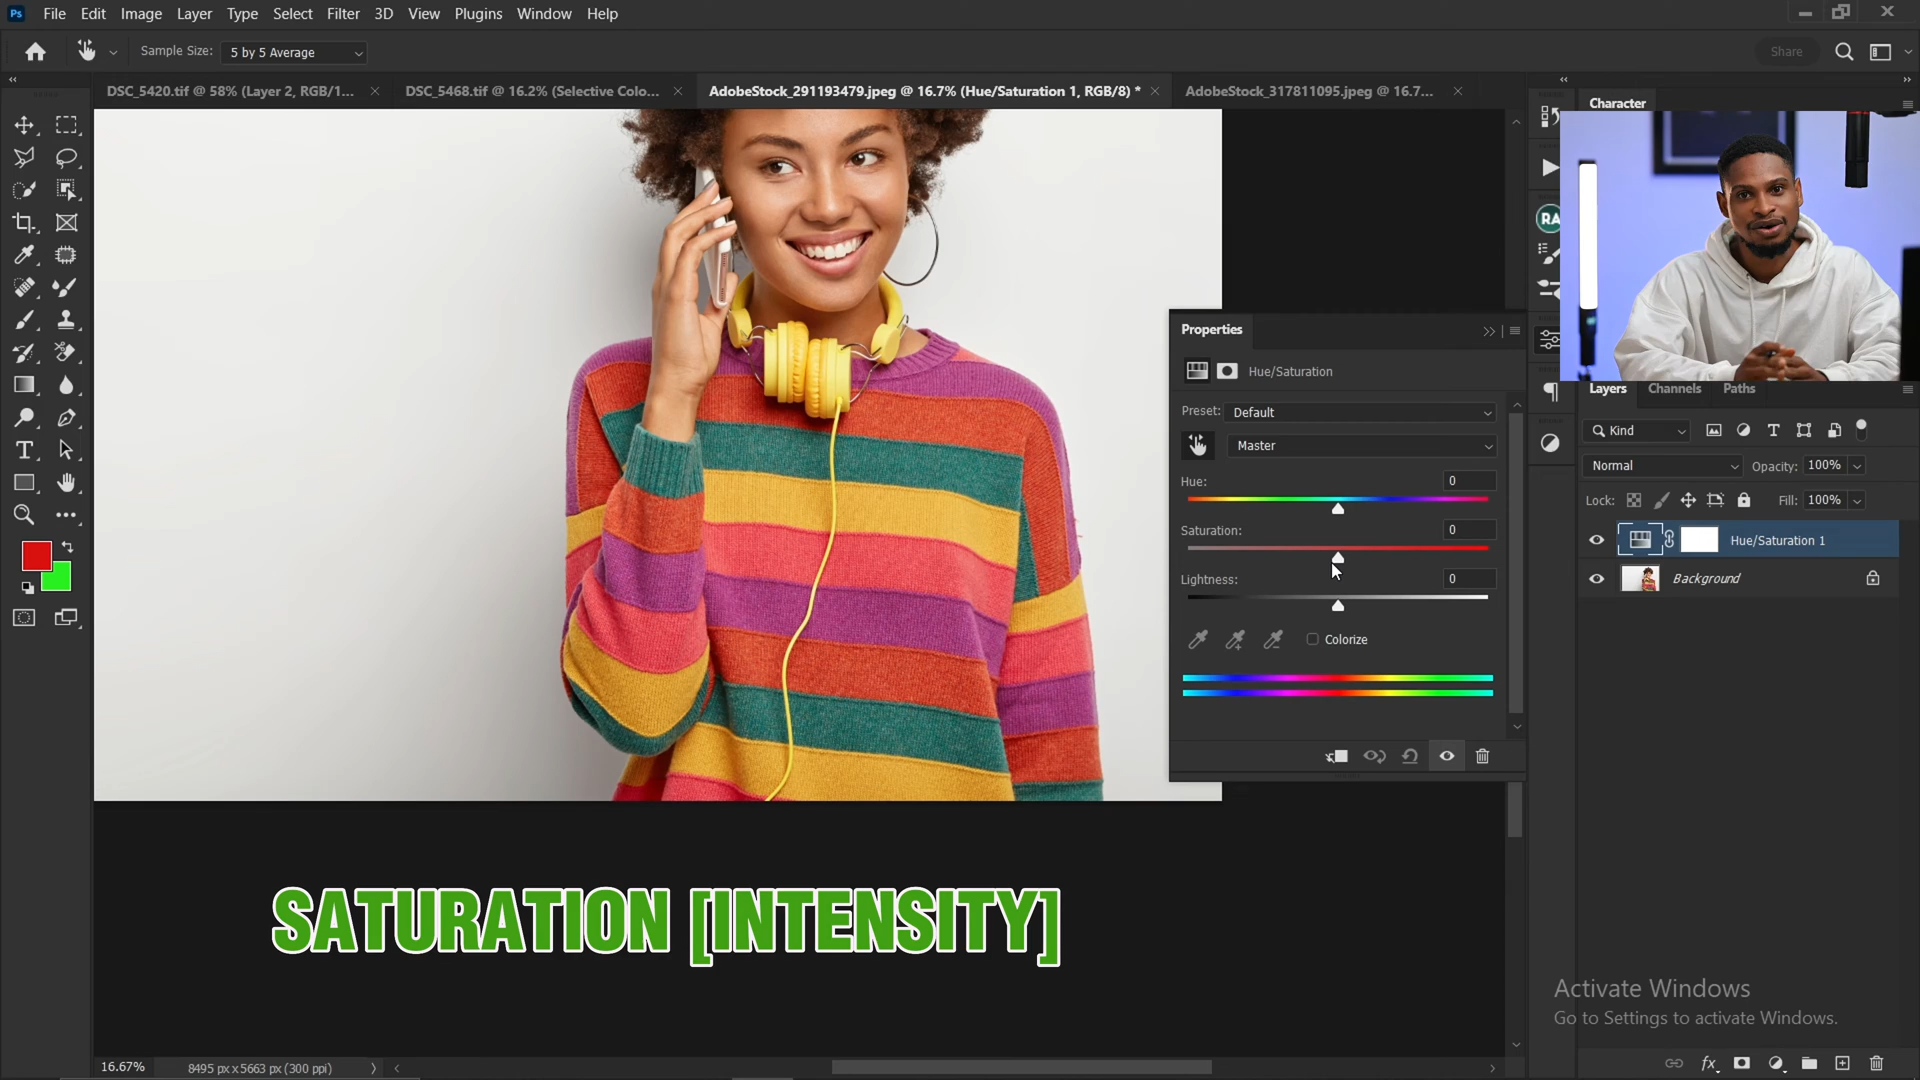 Ps File Edit Image Layer Type Select Filter 3D View Plugins Window Help
Sample Size: 5 by 5 Average Share
DSC_5420.tif @ 58% (Layer 2, RGB/1... DSC_5468.tif @ 16.2% (Selective Colo... AdobeStock_291193479.jpeg @ 16.7% (Hue/Saturation 1, RGB/8) * AdobeStock_317811095.jpeg @ 16.7...
Character
RA
Properties
Hue/Saturation
Preset: Default
Master
Hue: 0
Saturation: 0
Lightness: 0
Colorize
Layers Channels Paths
Kind
Normal Opacity: 100%
Lock: Fill: 100%
Hue/Saturation 1
Background
SATURATION [INTENSITY]
Activate Windows
Go to Settings to activate Windows.
16.67% 8495 px x 5663 px (300 ppi)
fx